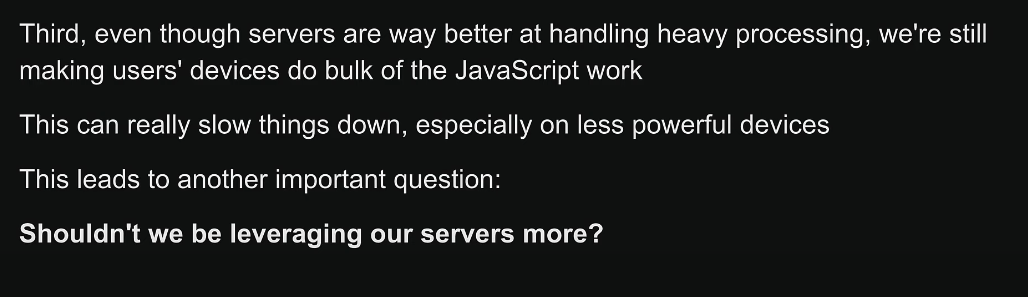 Third, even though servers are way better at handling heavy processing, we're still
making users' devices do bulk of the JavaScript work
This can really slow things down, especially on less powerful devices
This leads to another important question:
Shouldn't we be leveraging our servers more?